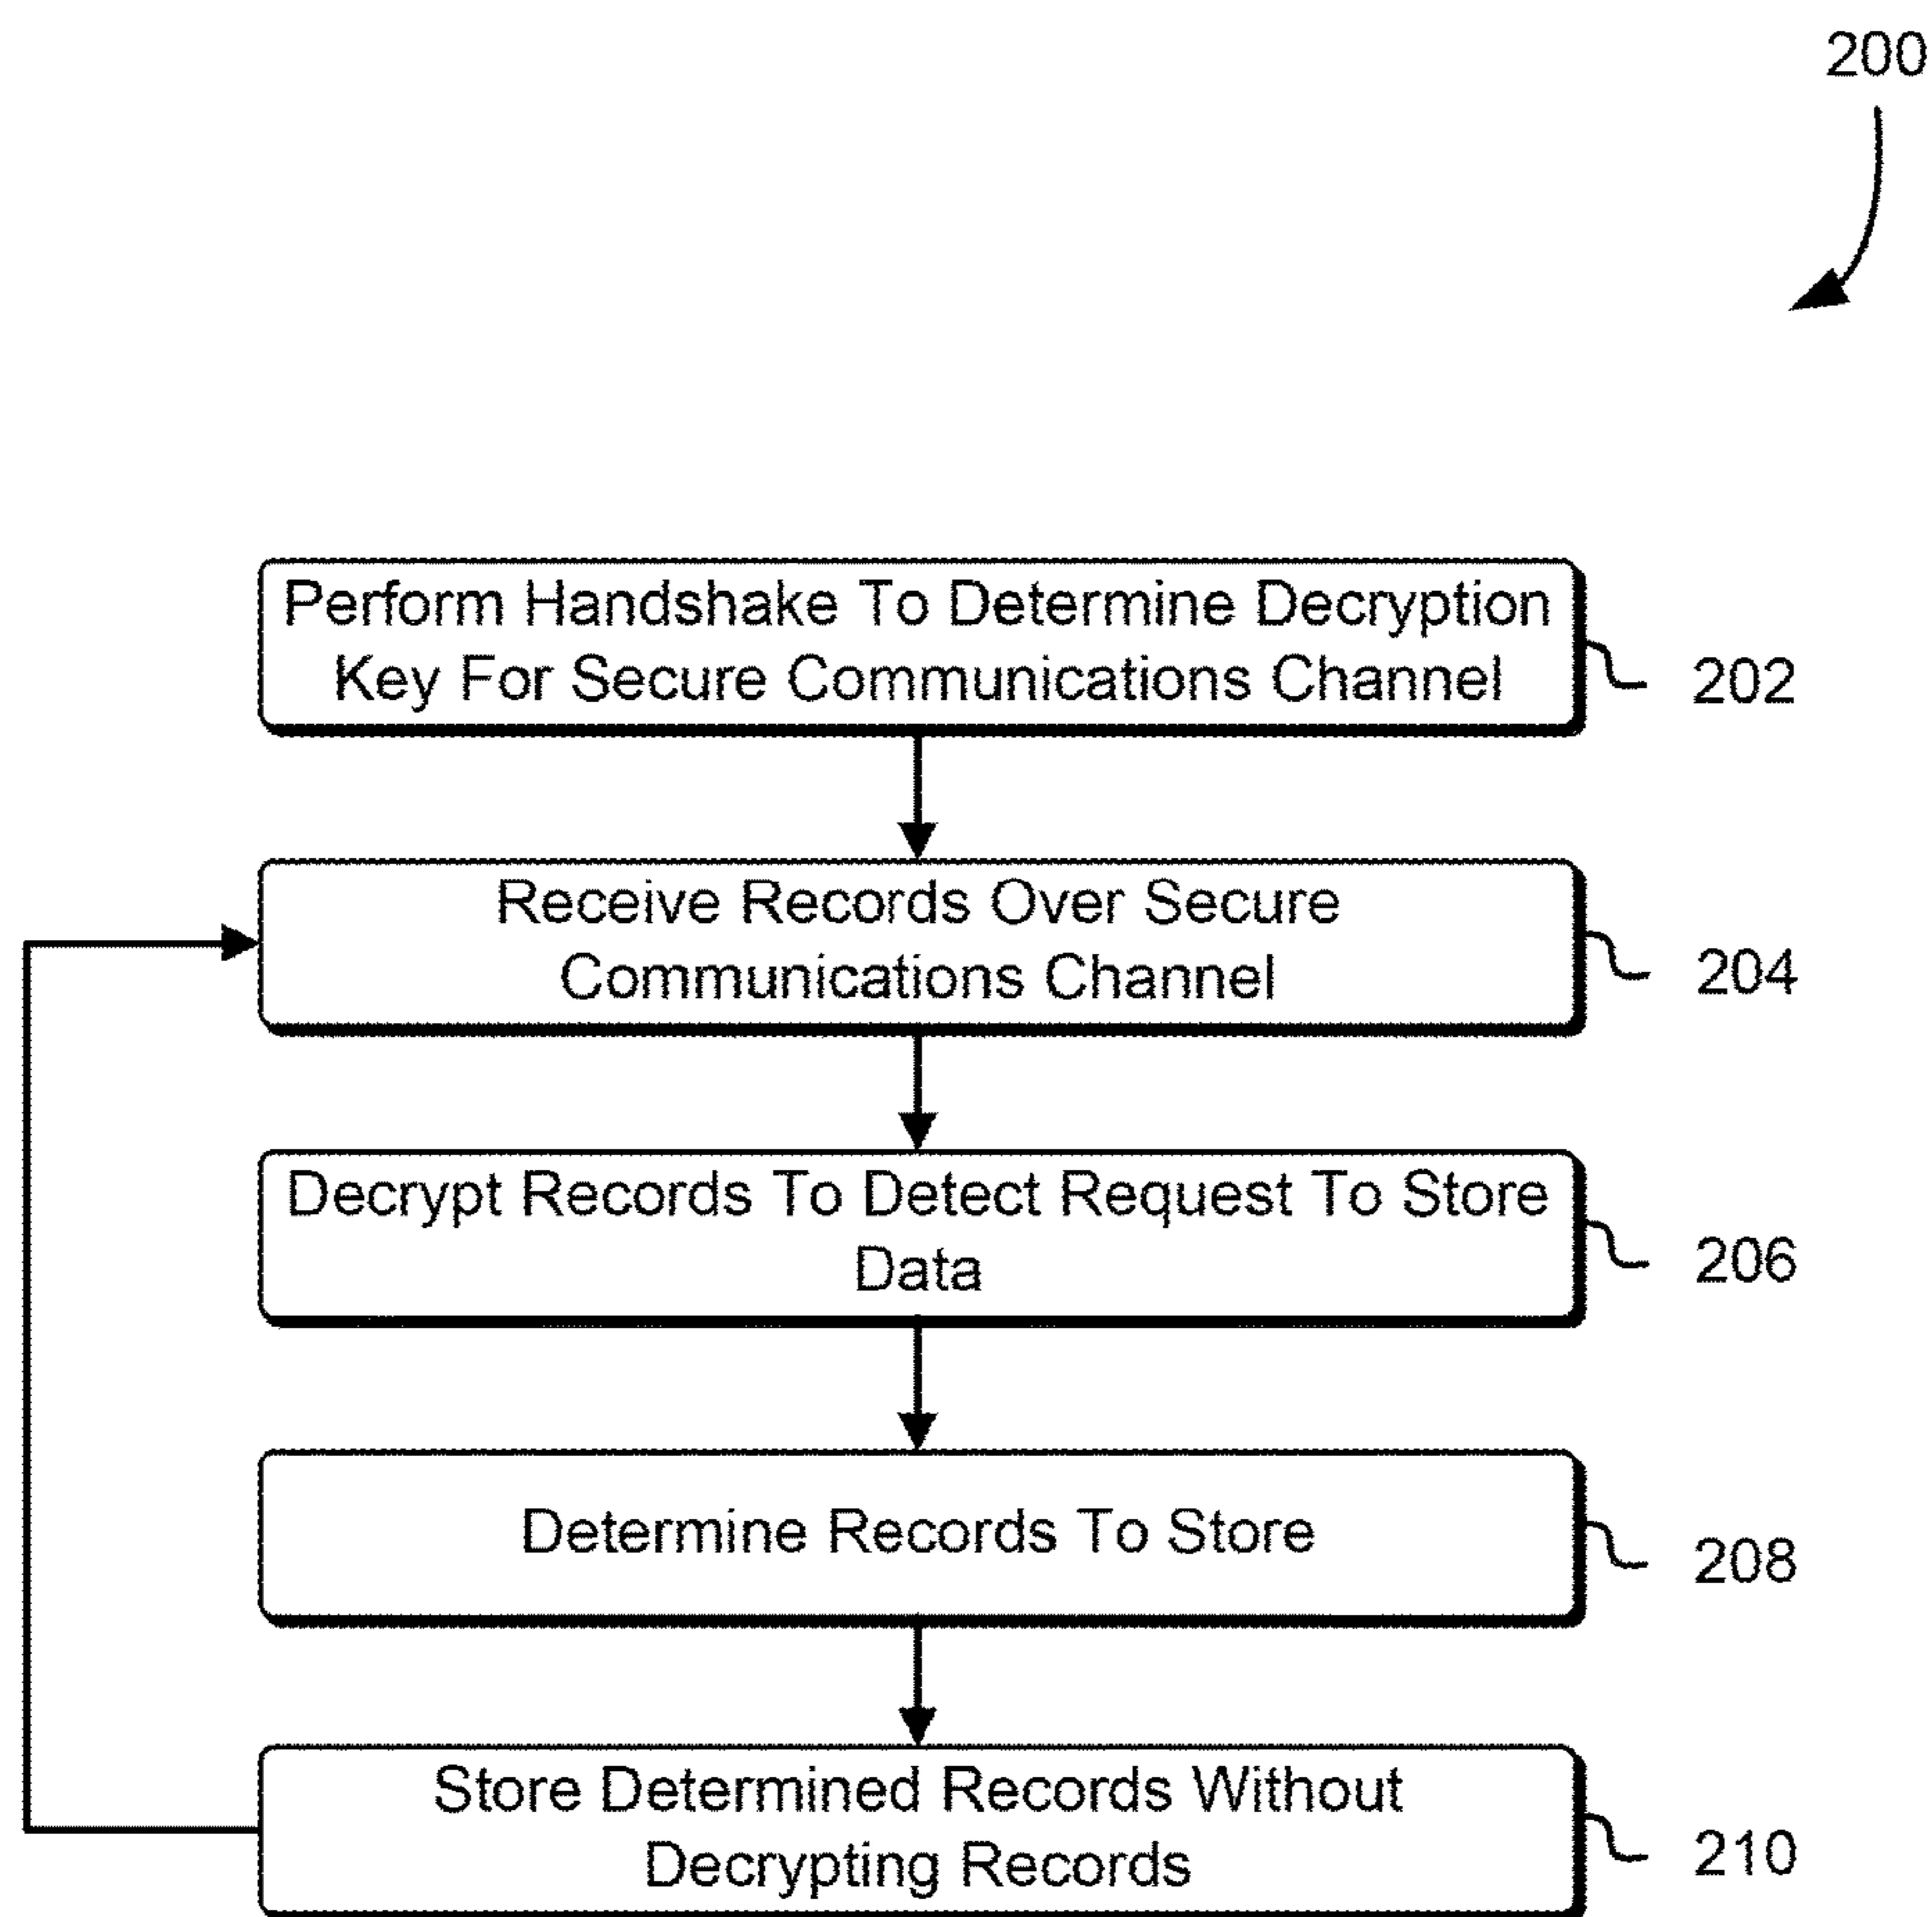 200
Perform Handshake To Determine Decryption
Key For Secure Communications Channel
202
Receive Records Over Secure
Communications Channel
204
Decrypt Records To Detect Request To Store
Data
206
Determine Records To Store
208
Store Determined Records Without
Decrypting Records
210